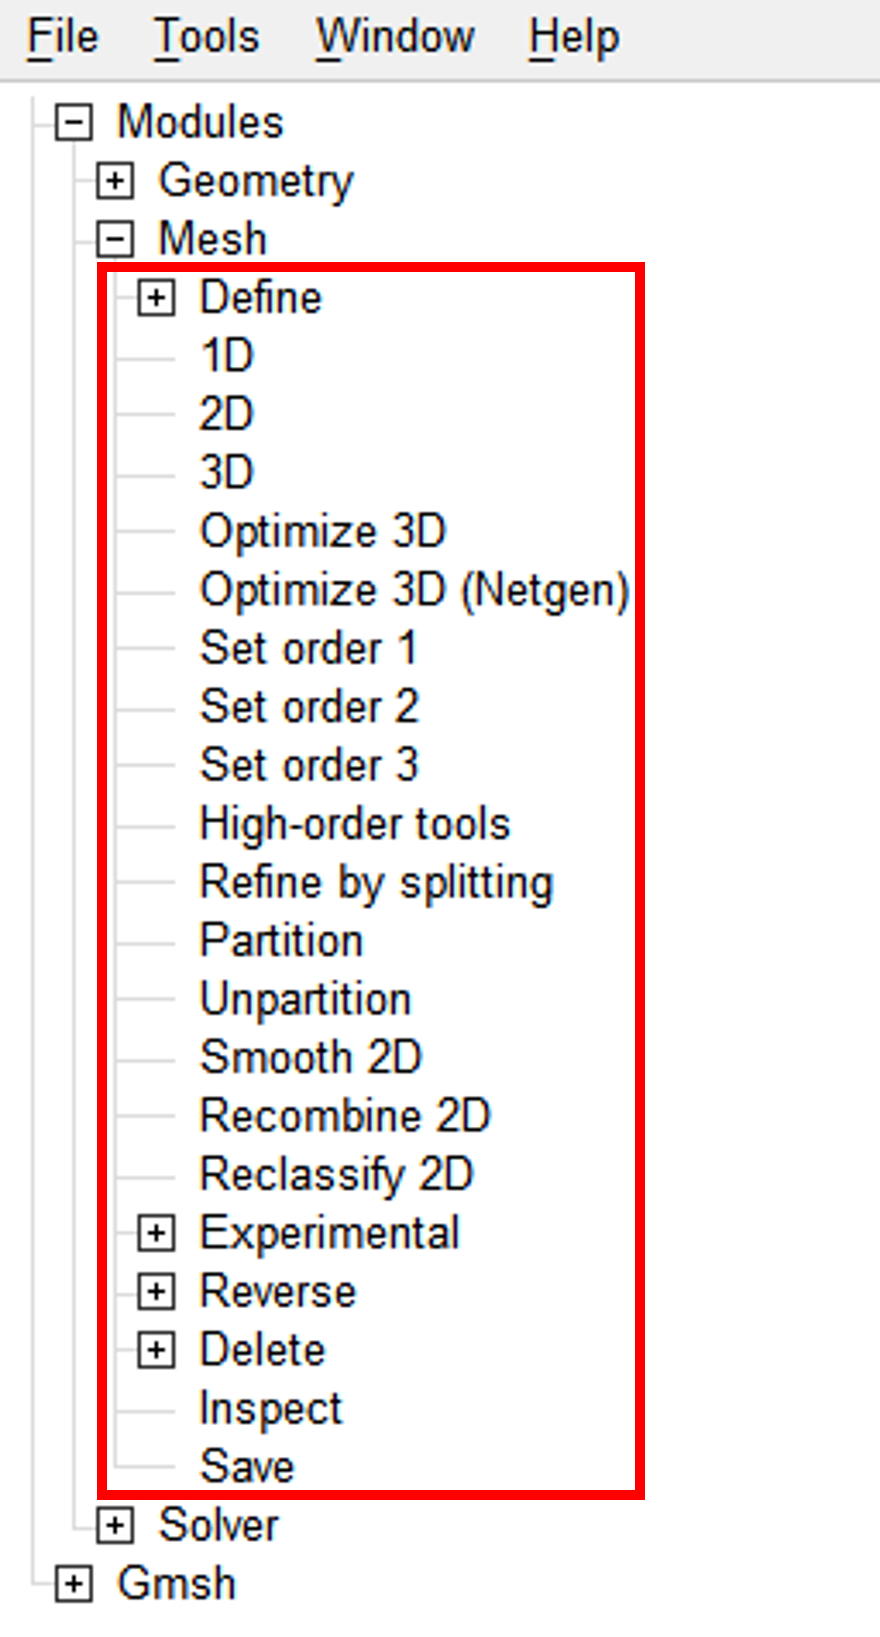 File Tools Window Help
Modules
Geometry
Mesh
Define
1D
2D
3D
Optimize 3D
Optimize 3D (Netgen)
Set order 1
Set order 2
Set order 3
High-order tools
Refine by splitting
Partition
Unpartition
Smooth 2D
Recombine 2D
Reclassify 2D
Experimental
Reverse
Delete
Inspect
Save
Solver
Gmsh